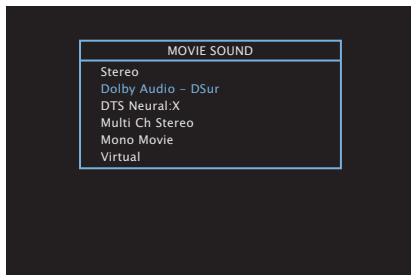 MOVIE SOUND
Stereo
Dolby Audio – DSur
DTS Neural:X
Multi Ch Stereo
Mono Movie
Virtual